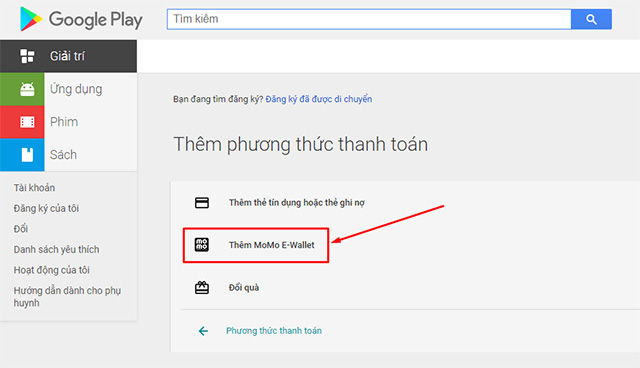 Google Play
Tìm kiếm
Giải trí
Ứng dụng
Phim
Sách
Tài khoản
Đăng ký của tôi
Đổi
Danh sách yêu thích
Hoạt động của tôi
Hướng dẫn dành cho phụ
huynh
Bạn đang tìm đăng ký? Đăng ký đã được di chuyển
Thêm phương thức thanh toán
Thêm thẻ tín dụng hoặc thẻ ghi nợ
mo
mo
Thêm MoMo E-Wallet
Đổi quà
Phương thức thanh toán